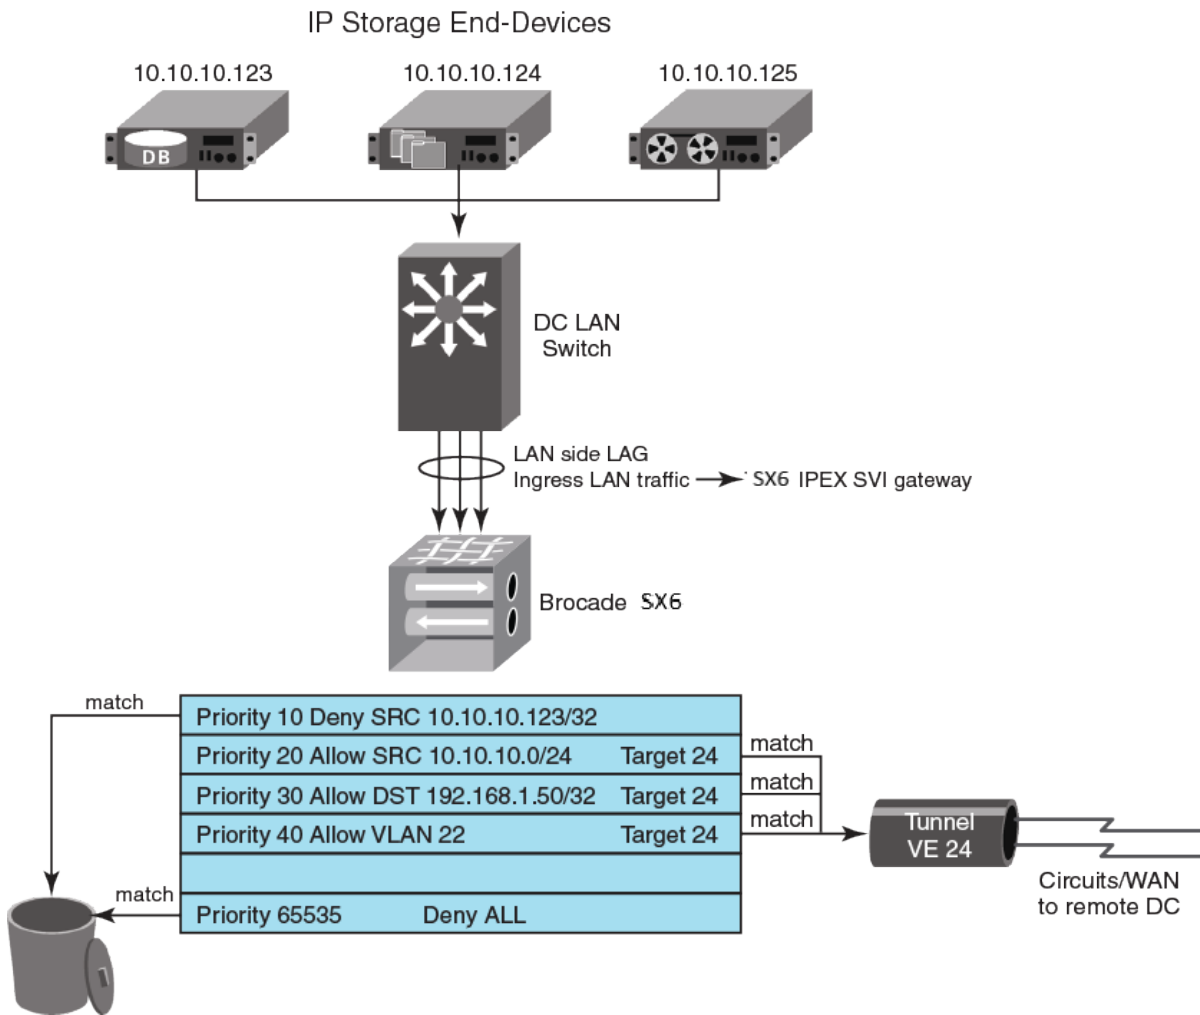 IP Storage End-Devices
10.10.10.123
10.10.10.124
10.10.10.125
DB
DC LAN
Switch
LAN side LAG
Ingress LAN traffic
SX6 IPEX SVI gateway
Brocade SX6
match
Priority 10 Deny SRC 10.10.10.123/32
Priority 20 Allow SRC 10.10.10.0/24 Target 24
match
Priority 30 Allow DST 192.168.1.50/32 Target 24
match
Priority 40 Allow VLAN 22 Target 24
match
Tunnel
VE 24
Circuits/WAN
to remote DC
match
Priority 65535 Deny ALL